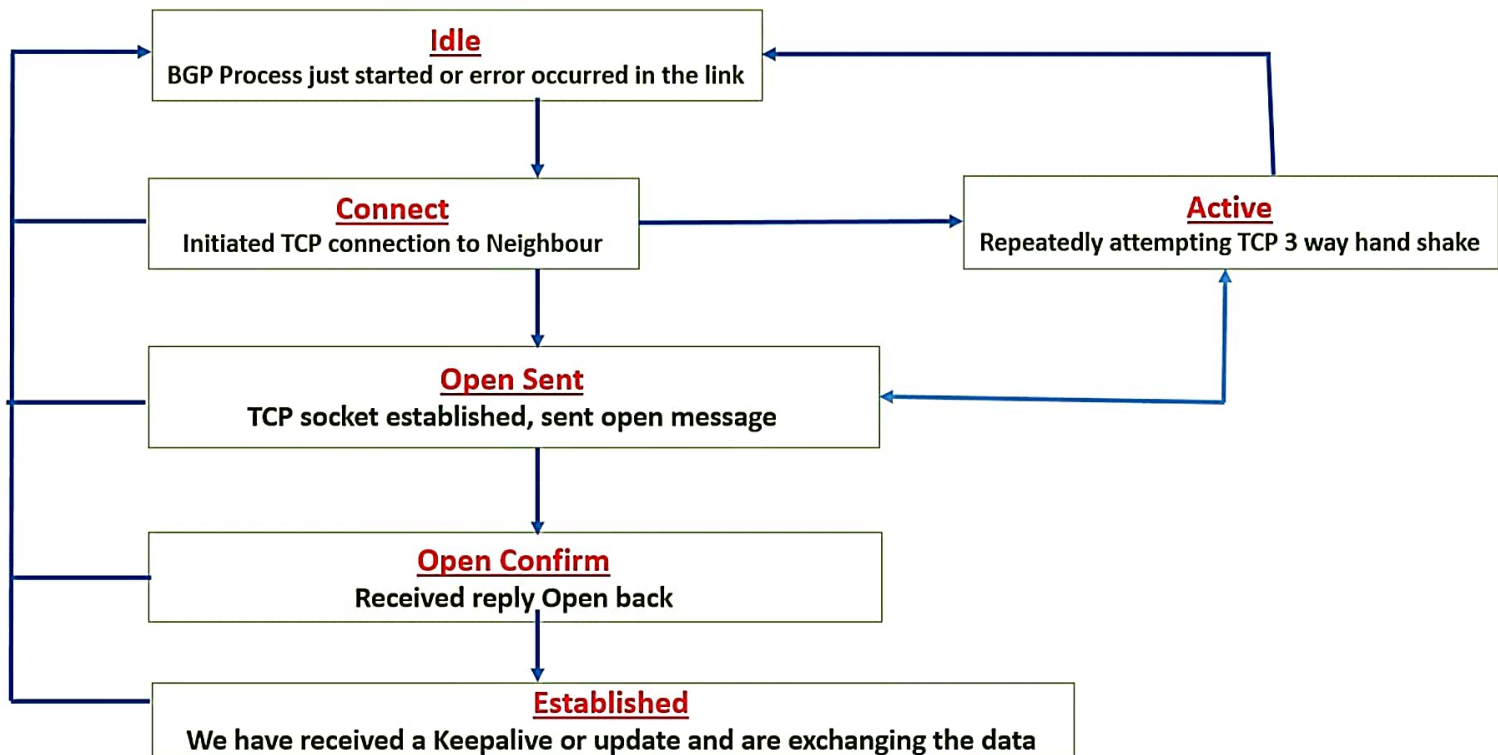 Idle
BGP Process just started or error occurred in the link
Connect
Initiated TCP connection to Neighbour
Active
Repeatedly attempting TCP 3 way hand shake
Open Sent
TCP socket established, sent open message
Open Confirm
Received reply Open back
Established
We have received a Keepalive or update and are exchanging the data